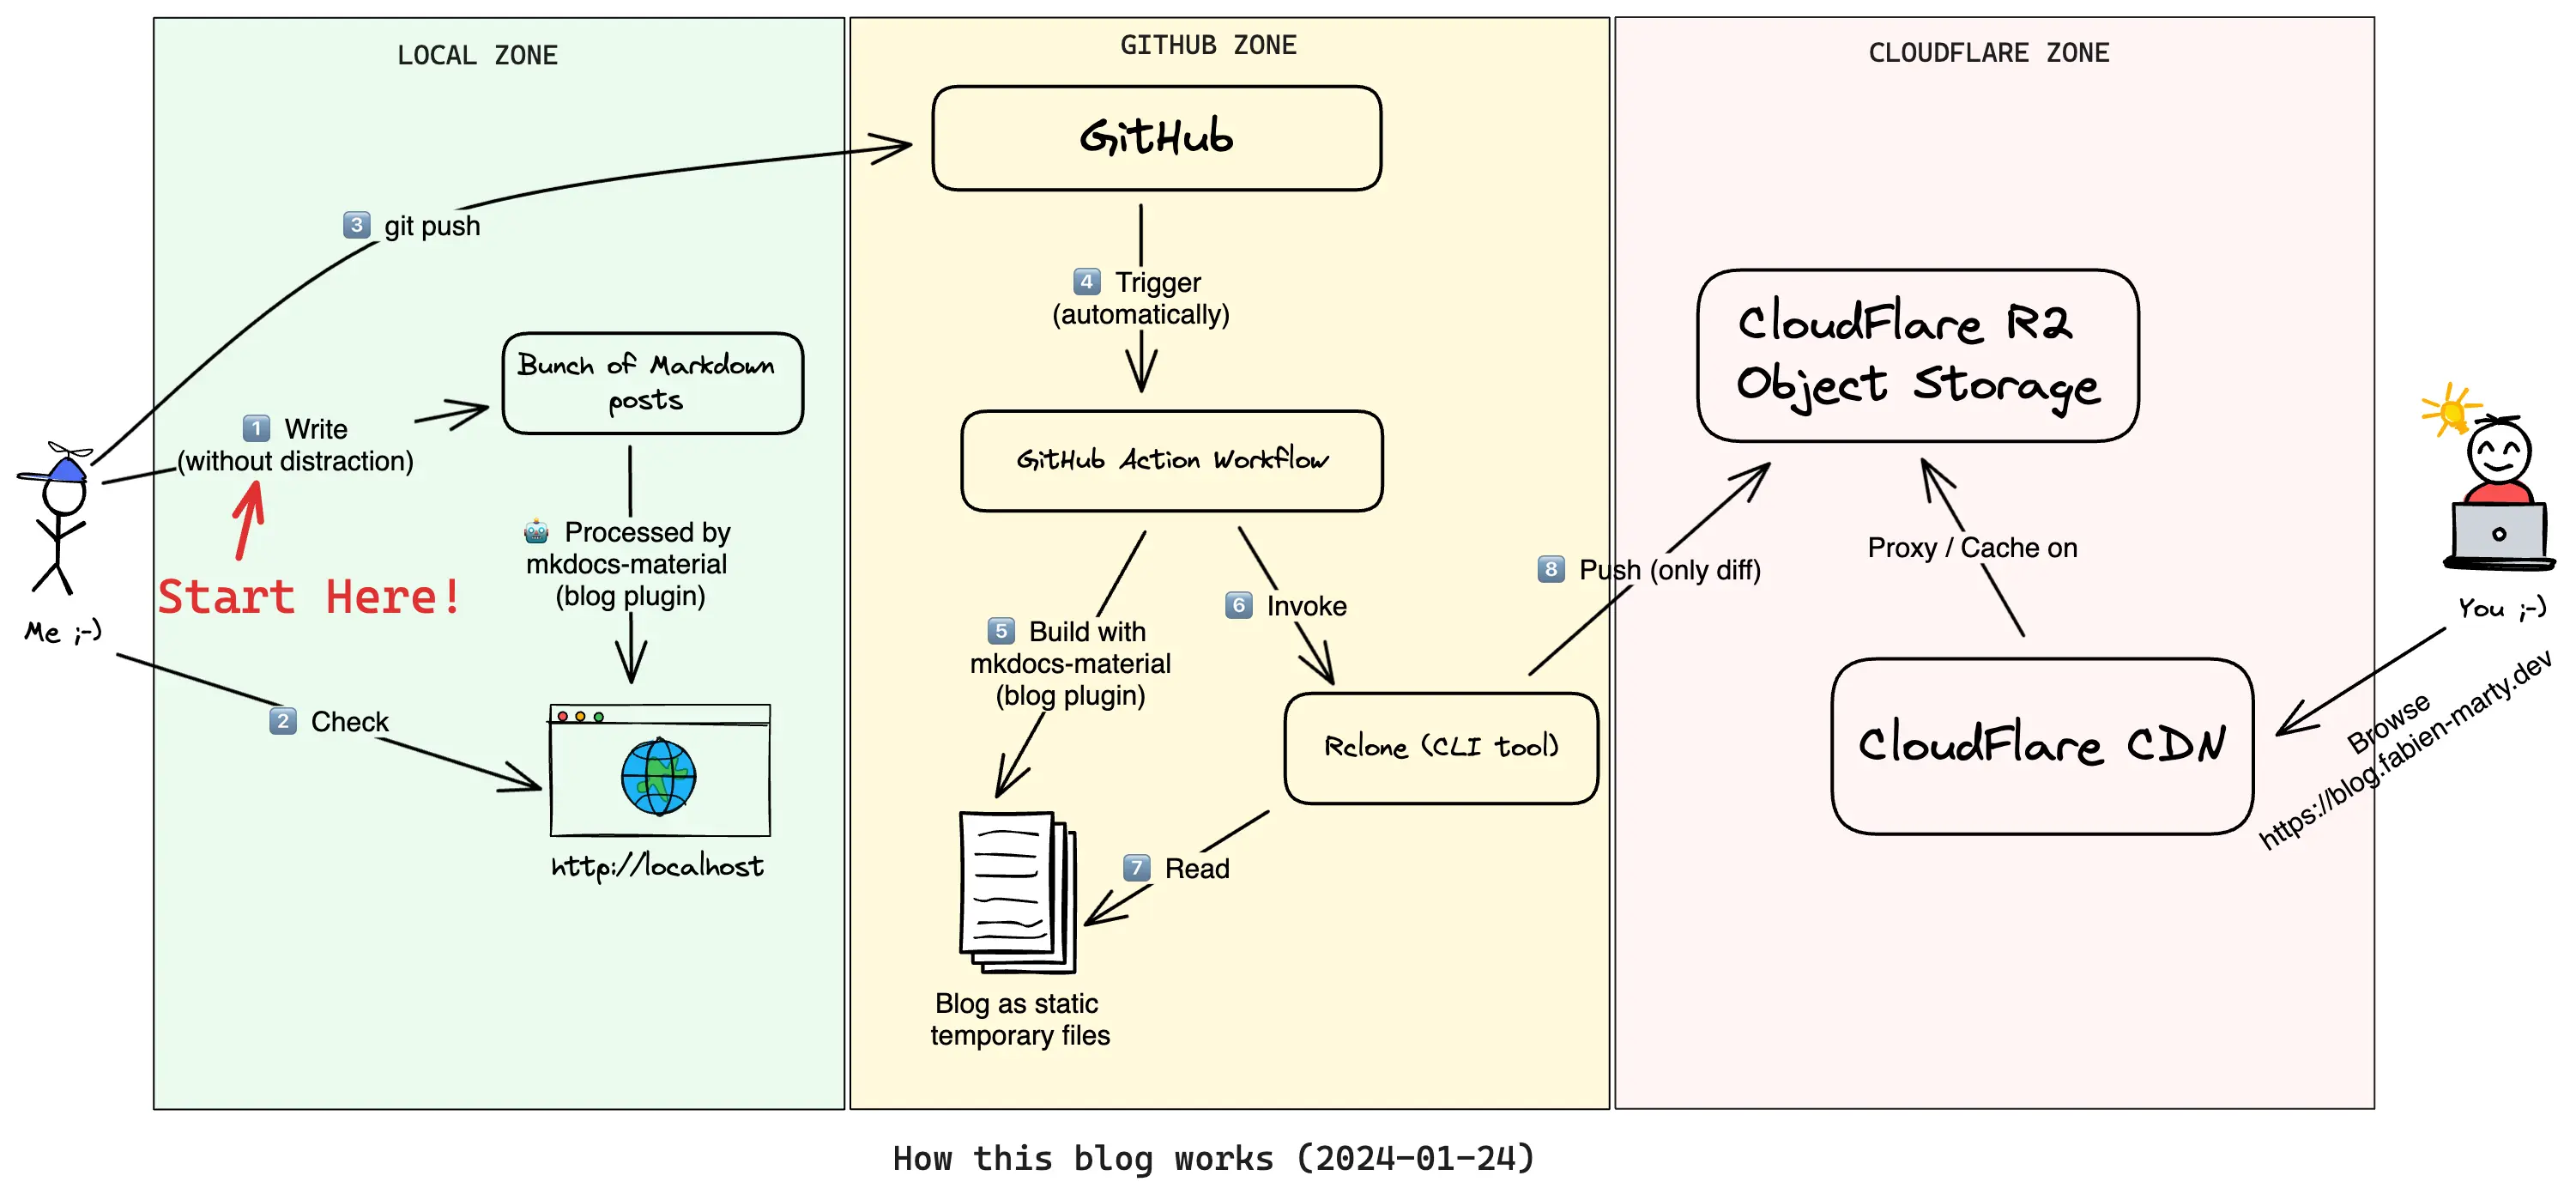 LOCAL ZONE
GITHUB ZONE
CLOUDFLARE ZONE
GitHub
3 git push
4 Trigger
(automatically)
Bunch of Markdown
posts
1 Write
(without distraction)
Start Here!
Me ;-)
🤖 Processed by
mkdocs-material
(blog plugin)
2 Check
http://localhost
GitHub Action Workflow
5 Build with
mkdocs-material
(blog plugin)
6 Invoke
Rclone (CLI tool)
7 Read
Blog as static
temporary files
8 Push (only diff)
CloudFlare R2
Object Storage
Proxy / Cache on
CloudFlare CDN
You ;-)
Browse
https://blog.fabien-marty.dev
How this blog works (2024-01-24)